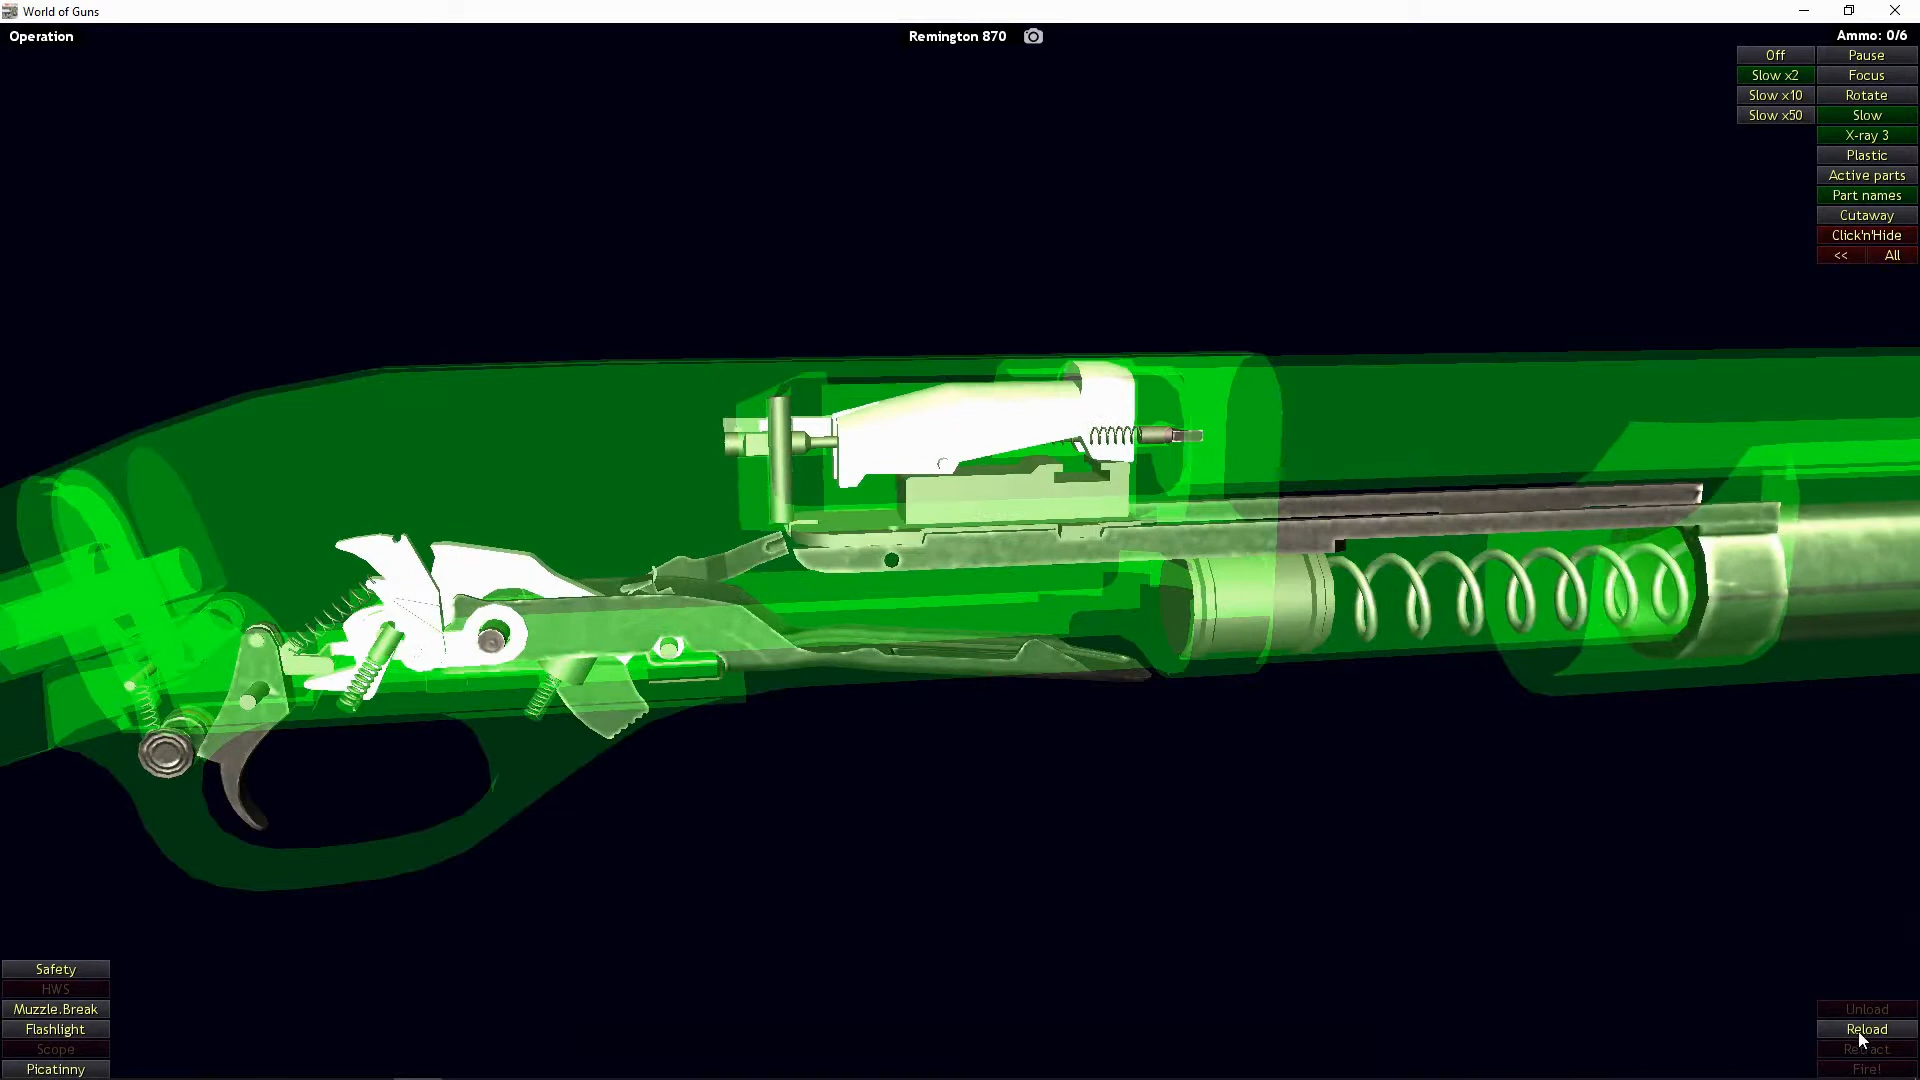 World of Guns
Operation
Remington 870
Ammo: 0/6
Off
Pause
Slow x2
Focus
Slow x10
Rotate
Slow x50
Slow
X-ray 3
Plastic
Active parts
Part names
Cutaway
Click'n'Hide
<<
All
Safety
HWS
Muzzle.Break
Flashlight
Scope
Picatinny
Unload
Reload
Retract
Fire!